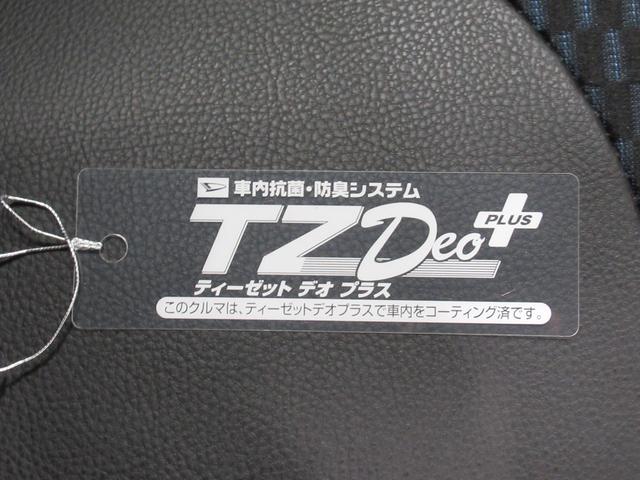 車内抗菌・防臭システム
TZ Deo PLUS
ティーゼット デオ プラス
このクルマは、ティーゼットデオプラスで車内をコーティング済です。